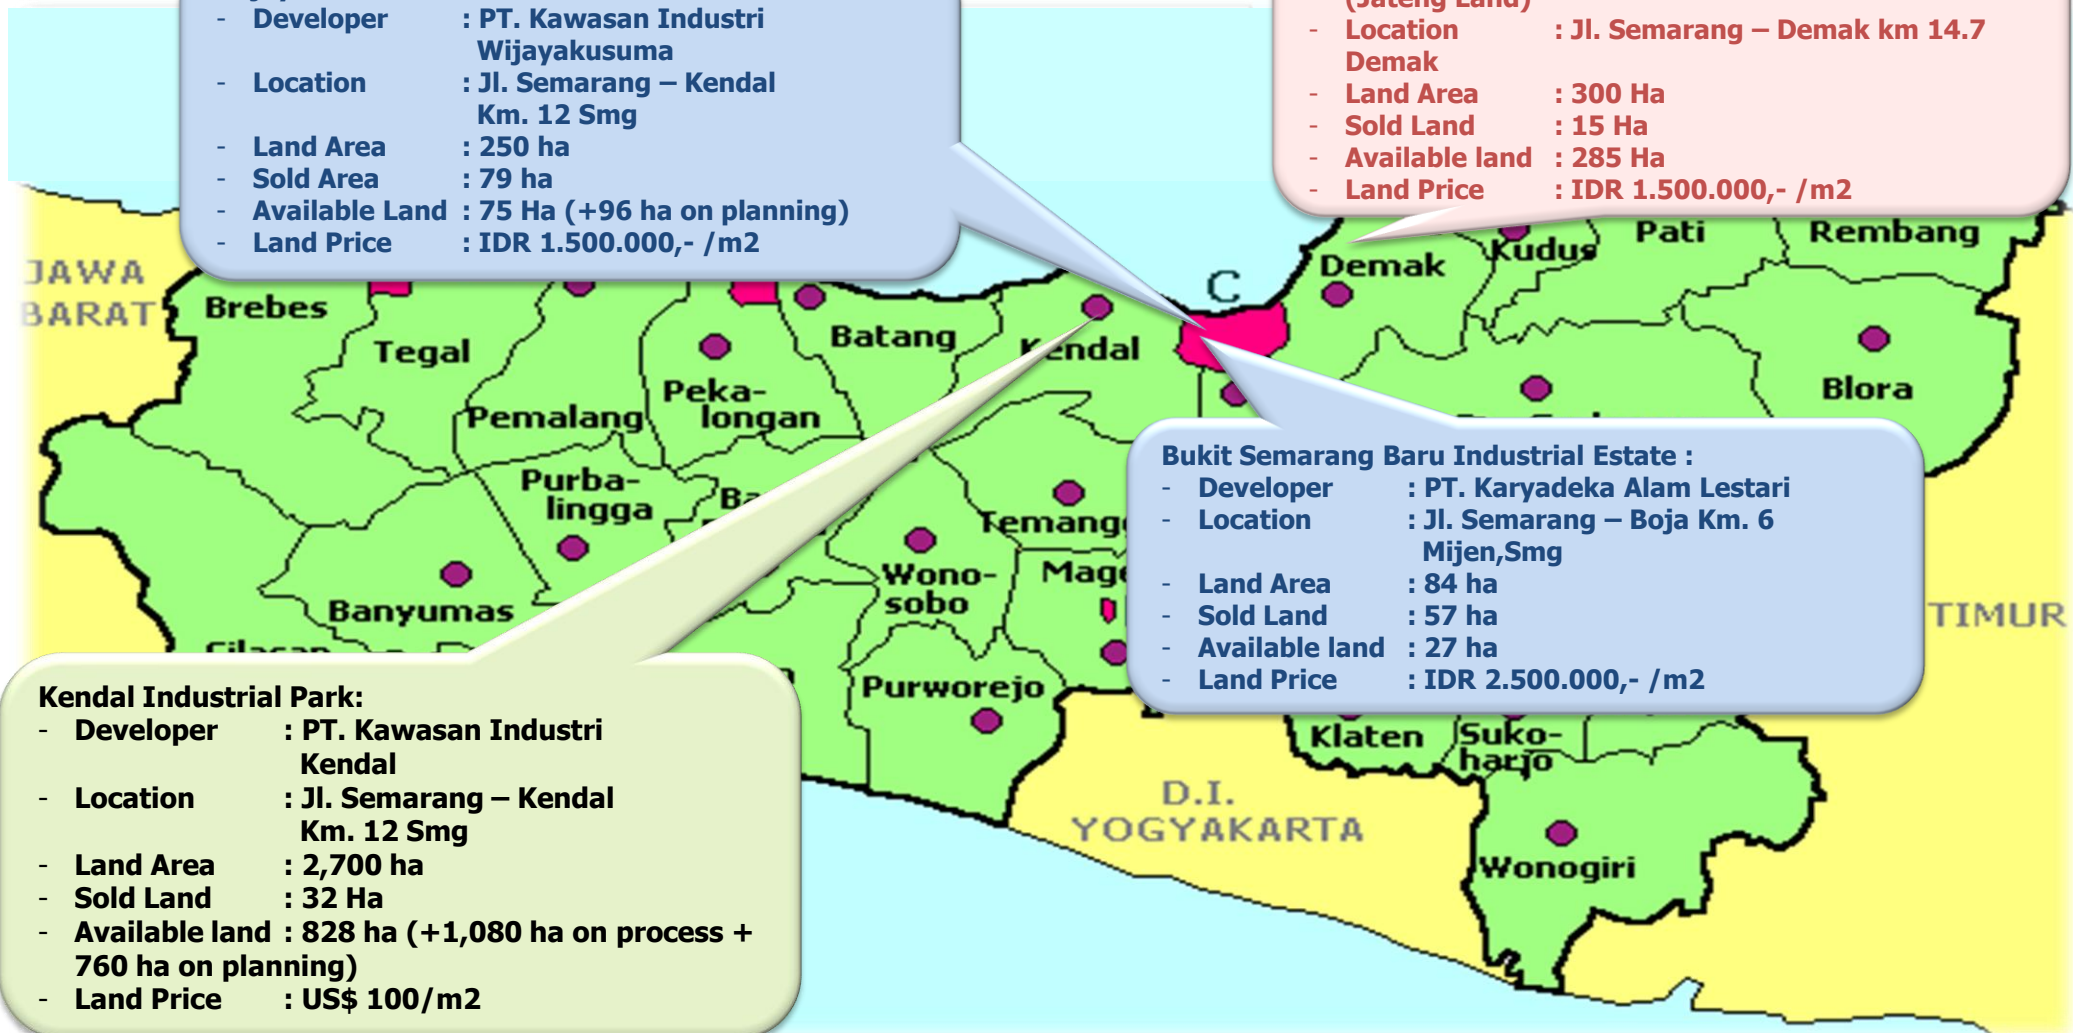 - Developer : PT. Kawasan Industri
Wijayakusuma
- Location : Jl. Semarang – Kendal
Km. 12 Smg
- Land Area : 250 ha
- Sold Area : 79 ha
- Available Land : 75 Ha (+96 ha on planning)
- Land Price : IDR 1.500.000,- /m2
(Jateng Land)
- Location : Jl. Semarang – Demak km 14.7
Demak
- Land Area : 300 Ha
- Sold Land : 15 Ha
- Available land : 285 Ha
- Land Price : IDR 1.500.000,- /m2
JAWA
BARAT
Brebes
Tegal
Pemalang
Peka-
longan
Batang
Kendal
C
Demak
Kudus
Pati
Rembang
Blora
Purba-
lingga
Ba
Banyumas
Cilacap
Wono-
sobo
Temangg
Mage
Purworejo
Bukit Semarang Baru Industrial Estate :
- Developer : PT. Karyadeka Alam Lestari
- Location : Jl. Semarang – Boja Km. 6
Mijen,Smg
- Land Area : 84 ha
- Sold Land : 57 ha
- Available land : 27 ha
- Land Price : IDR 2.500.000,- /m2
TIMUR
Kendal Industrial Park:
- Developer : PT. Kawasan Industri
Kendal
- Location : Jl. Semarang – Kendal
Km. 12 Smg
- Land Area : 2,700 ha
- Sold Land : 32 Ha
- Available land : 828 ha (+1,080 ha on process +
760 ha on planning)
- Land Price : US$ 100/m2
Klaten
Suko-
harjo
D.I.
YOGYAKARTA
Wonogiri